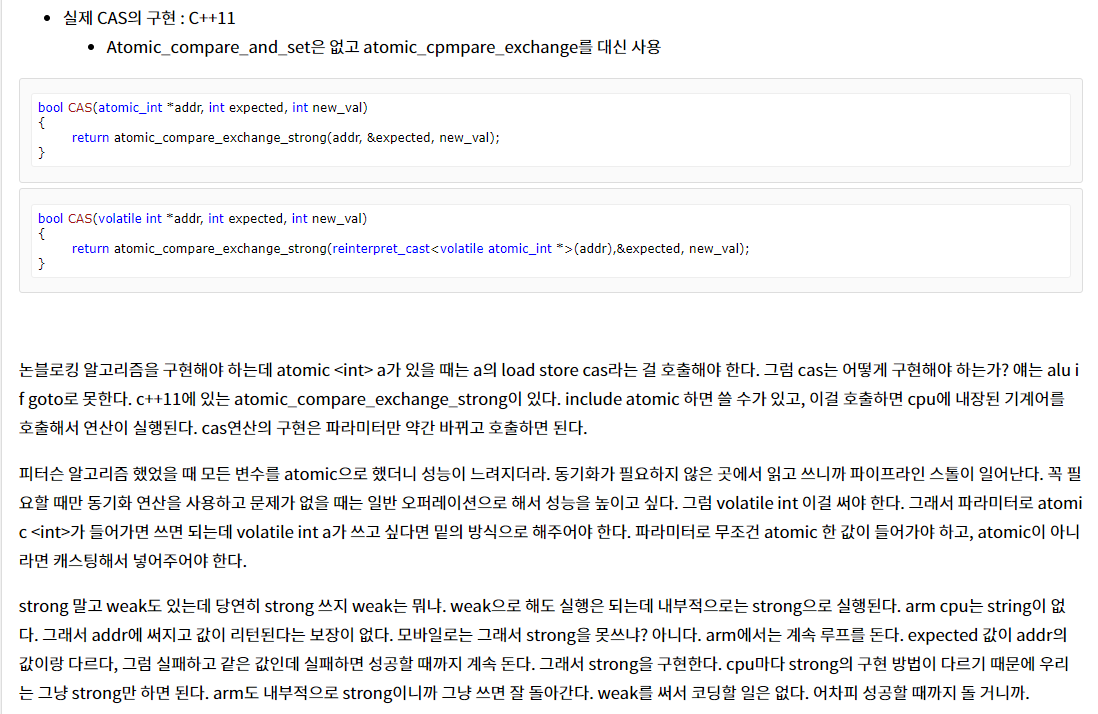 실제 CAS의 구현 : C++11
Atomic_compare_and_set은 없고 atomic_cpmpare_exchange를 대신 사용
bool CAS(atomic_int *addr, int expected, int new_val)
{
return atomic_compare_exchange_strong(addr, &expected, new_val);
}
bool CAS(volatile int *addr, int expected, int new_val)
{
return atomic_compare_exchange_strong(reinterpret_cast<volatile atomic_int *>(addr),&expected, new_val);
}
논블로킹 알고리즘을 구현해야 하는데 atomic <int> a가 있을 때는 a의 load store cas라는 걸 호출해야 한다. 그럼 cas는 어떻게 구현해야 하는가? 얘는 alu i
f goto로 못한다. c++11에 있는 atomic_compare_exchange_strong이 있다. include atomic 하면 쓸 수가 있고, 이걸 호출하면 cpu에 내장된 기계어를
호출해서 연산이 실행된다. cas연산의 구현은 파라미터만 약간 바뀌고 호출하면 된다.
피터슨 알고리즘 했었을 때 모든 변수를 atomic으로 했더니 성능이 느려지더라. 동기화가 필요하지 않은 곳에서 읽고 쓰니까 파이프라인 스톨이 일어난다. 꼭 필
요할 때만 동기화 연산을 사용하고 문제가 없을 때는 일반 오퍼레이션으로 해서 성능을 높이고 싶다. 그럼 volatile int 이걸 써야 한다. 그래서 파라미터로 atomi
c <int>가 들어가면 쓰면 되는데 volatile int a가 쓰고 싶다면 밑의 방식으로 해주어야 한다. 파라미터로 무조건 atomic 한 값이 들어가야 하고, atomic이 아니
라면 캐스팅해서 넣어주어야 한다.
strong 말고 weak도 있는데 당연히 strong 쓰지 weak는 뭐냐. weak으로 해도 실행은 되는데 내부적으로는 strong으로 실행된다. arm cpu는 string이 없
다. 그래서 addr에 써지고 값이 리턴된다는 보장이 없다. 모바일로는 그래서 strong을 못쓰냐? 아니다. arm에서는 계속 루프를 돈다. expected 값이 addr의
값이랑 다르다, 그럼 실패하고 같은 값인데 실패하면 성공할 때까지 계속 돈다. 그래서 strong을 구현한다. cpu마다 strong의 구현 방법이 다르기 때문에 우리
는 그냥 strong만 하면 된다. arm도 내부적으로 strong이니까 그냥 쓰면 잘 돌아간다. weak를 써서 코딩할 일은 없다. 어차피 성공할 때까지 돌 거니까.